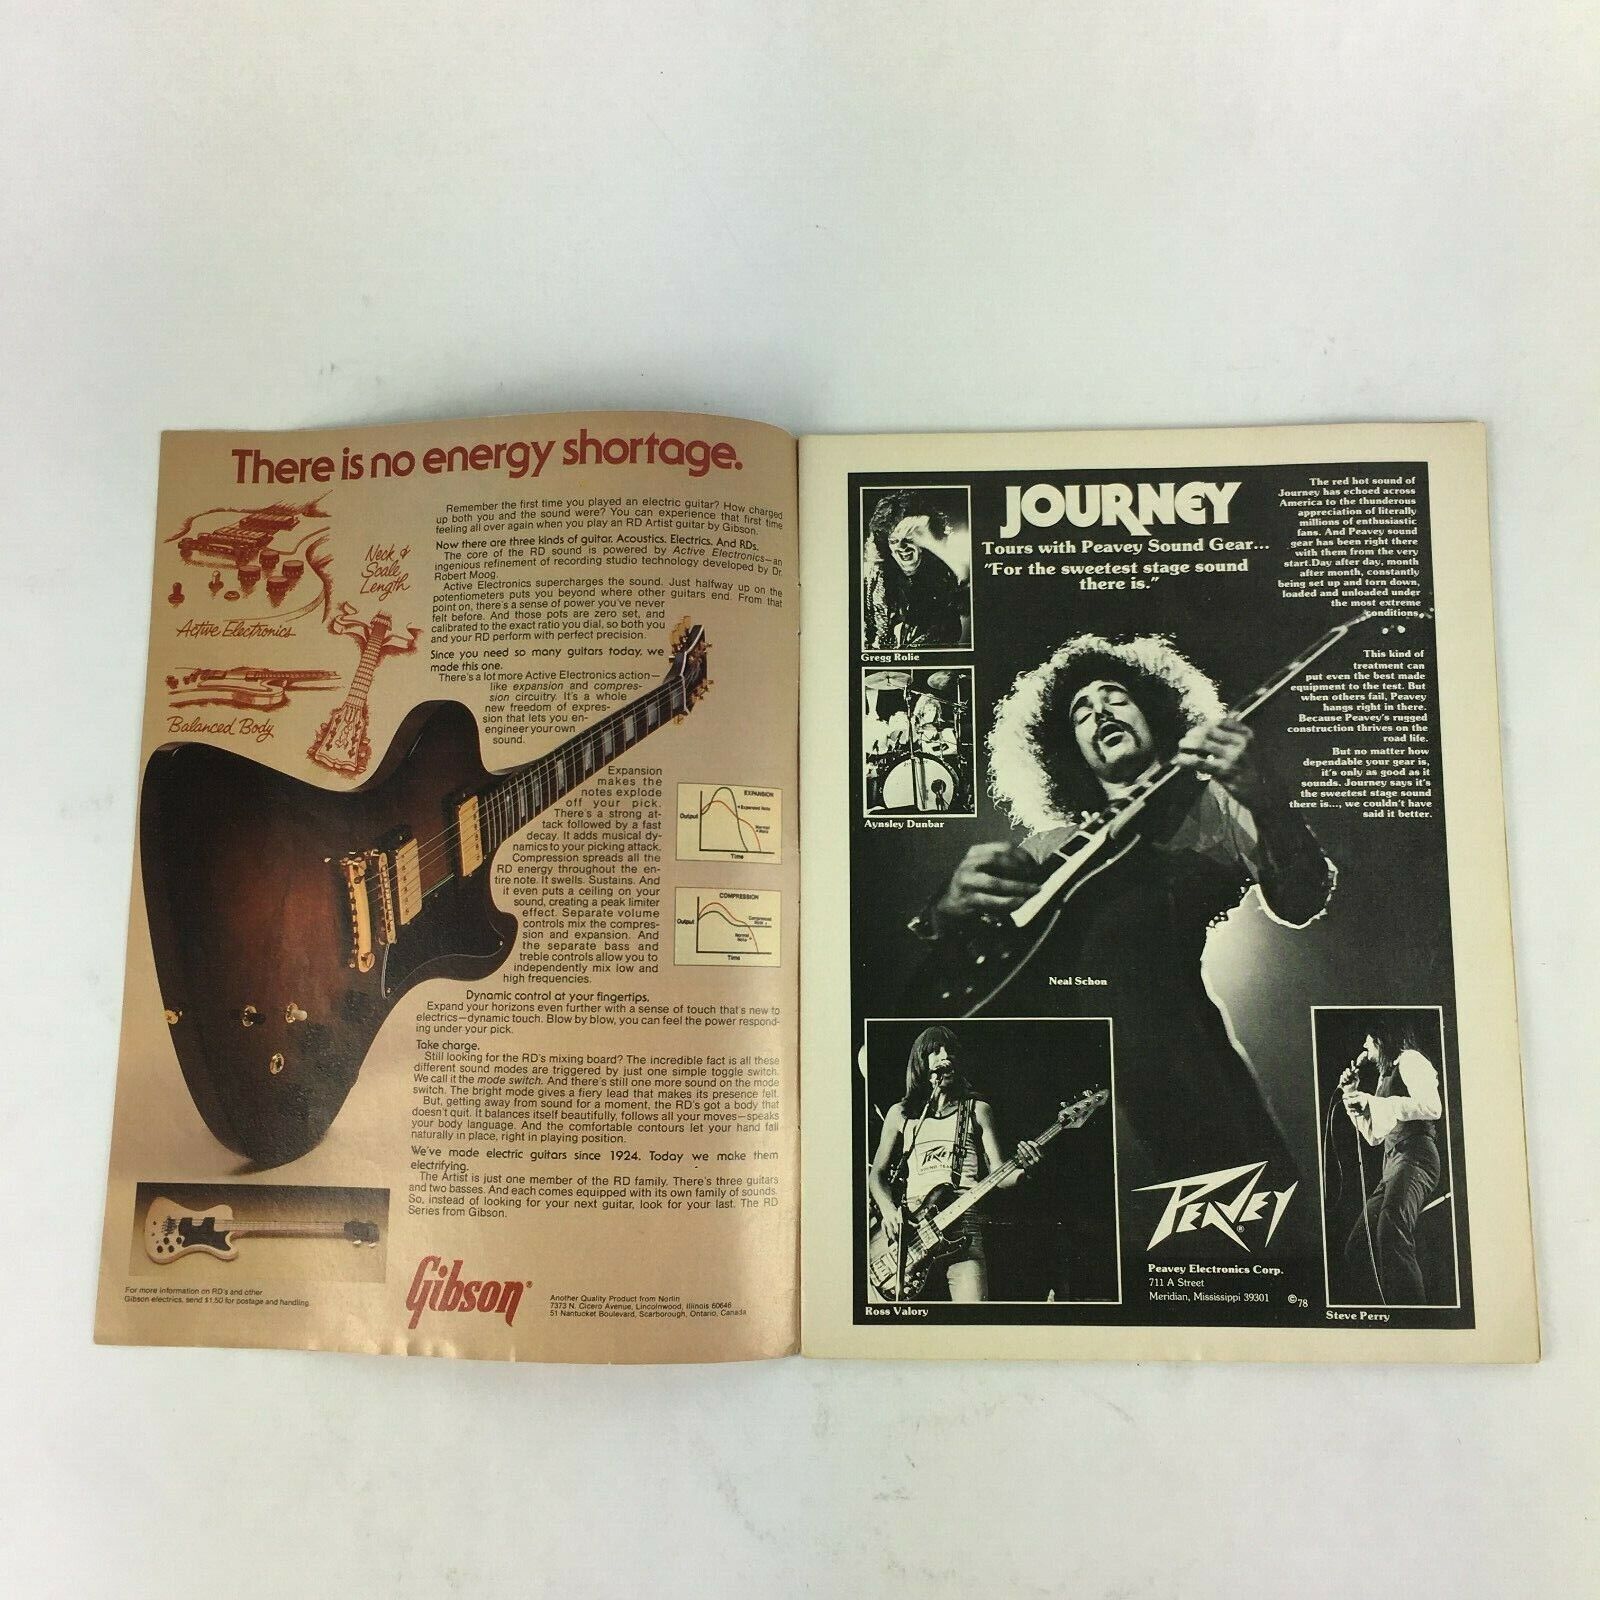 There is no energy shortage.
Active Electronics
Neck &
Scale
Length
Balanced Body
Remember the first time you played an electric guitar? How charged
up both you and the sound were? You can experience that first time
feeling all over again when you play an RD Artist guitar by Gibson.
Now there are three kinds of guitar. Acoustics. Electrics. And RDs.
The core of the RD sound is powered by Active Electronics—an
ingenious refinement of recording studio technology developed by Dr.
Robert Moog.
Active Electronics supercharges the sound. Just halfway up on the
potentiometers puts you beyond where other guitars end. From that
point on, there's a sense of power you've never
felt before. And those pots are zero set, and
calibrated to the exact ratio you dial, so both you
and your RD perform with perfect precision.
Since you need so many guitars today, we
made this one.
There's a lot more Active Electronics action—
like expansion and compres-
sion circuitry. It's a whole
new freedom of expres-
sion that lets you en-
engineer your own
sound.
Expansion
makes the
notes explode
off your pick.
There's a strong at-
tack followed by a fast
decay. It adds musical dy-
namics to your picking attack.
Compression spreads all the
RD energy throughout the en-
tire note. It swells. Sustains. And
it even puts a ceiling on your
sound, creating a peak limiter
effect. Separate volume
controls mix the compres-
sion and expansion. And
the separate bass and
treble controls allow you to
independently mix low and
high frequencies.
EXPANSION
Expanded Note
Output
Normal
Note
Time
COMPRESSION
Output
Compressed
Note
Normal
Note
Time
Dynamic control at your fingertips.
Expand your horizons even further with a sense of touch that's new to
electrics—dynamic touch. Blow by blow, you can feel the power respond-
ing under your pick.
Take charge.
Still looking for the RD's mixing board? The incredible fact is all these
different sound modes are triggered by just one simple toggle switch.
We call it the mode switch. And there's still one more sound on the mode
switch. The bright mode gives a fiery lead that makes its presence felt.
But, getting away from sound for a moment, the RD's got a body that
doesn't quit. It balances itself beautifully, follows all your moves—speaks
your body language. And the comfortable contours let your hand fall
naturally in place, right in playing position.
We've made electric guitars since 1924. Today we make them
electrifying.
The Artist is just one member of the RD family. There's three guitars
and two basses. And each comes equipped with its own family of sounds.
So, instead of looking for your next guitar, look for your last. The RD
Series from Gibson.
For more information on RD's and other
Gibson electrics, send $1.50 for postage and handling.
Gibson®
Another Quality Product from Norlin
7373 N. Cicero Avenue, Lincolnwood, Illinois 60646
51 Nantucket Boulevard, Scarborough, Ontario, Canada
JOURNEY
Tours with Peavey Sound Gear...
"For the sweetest stage sound
there is."
The red hot sound of
Journey has echoed across
America to the thunderous
appreciation of literally
millions of enthusiastic
fans. And Peavey sound
gear has been right there
with them from the very
start.Day after day, month
after month, constantly
being set up and torn down,
loaded and unloaded under
the most extreme
conditions.
This kind of
treatment can
put even the best made
equipment to the test. But
when others fail, Peavey
hangs right in there.
Because Peavey's rugged
construction thrives on the
road life.
But no matter how
dependable your gear is,
it's only as good as it
sounds. Journey says it's
the sweetest stage sound
there is..., we couldn't have
said it better.
Gregg Rolie
Aynsley Dunbar
Neal Schon
PEAVEY
Ross Valory
PEAVEY®
Peavey Electronics Corp.
711 A Street
Meridian, Mississippi 39301
©78
Steve Perry